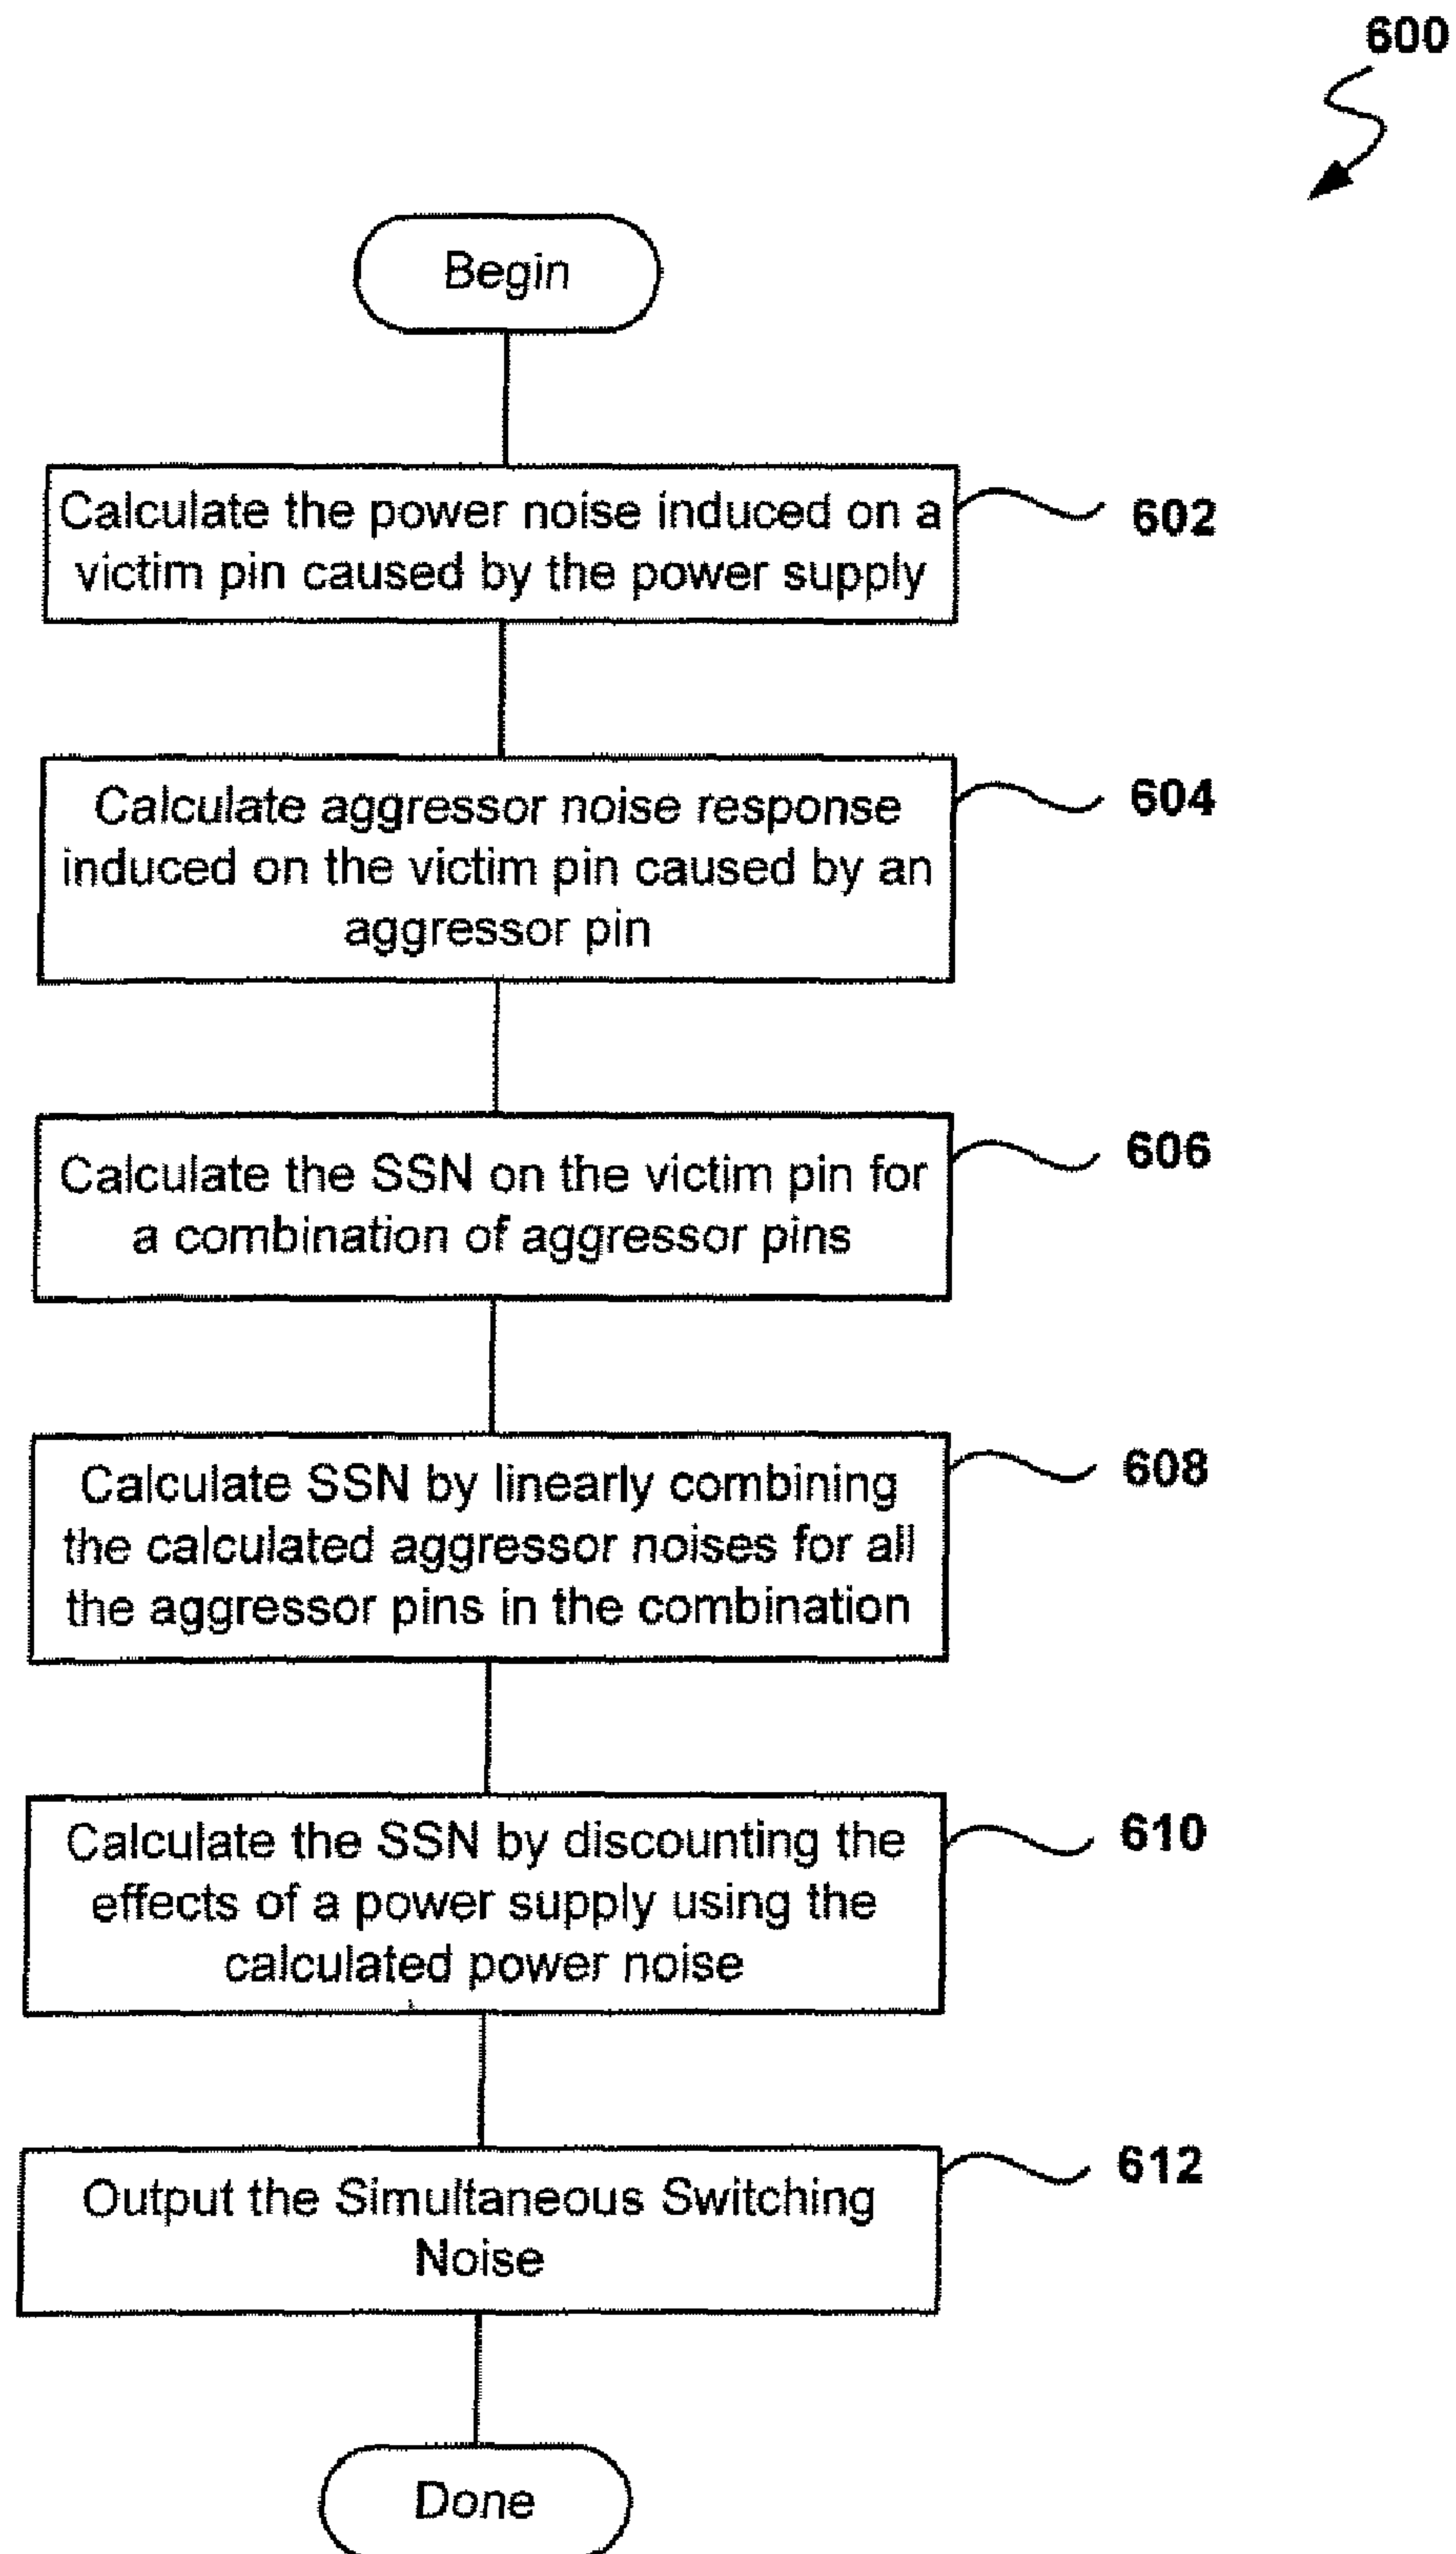 600
Begin
Calculate the power noise induced on a
victim pin caused by the power supply
602
Calculate aggressor noise response
induced on the victim pin caused by an
aggressor pin
604
Calculate the SSN on the victim pin for
a combination of aggressor pins
606
Calculate SSN by linearly combining
the calculated aggressor noises for all
the aggressor pins in the combination
608
Calculate the SSN by discounting the
effects of a power supply using the
calculated power noise
610
Output the Simultaneous Switching
Noise
612
Done